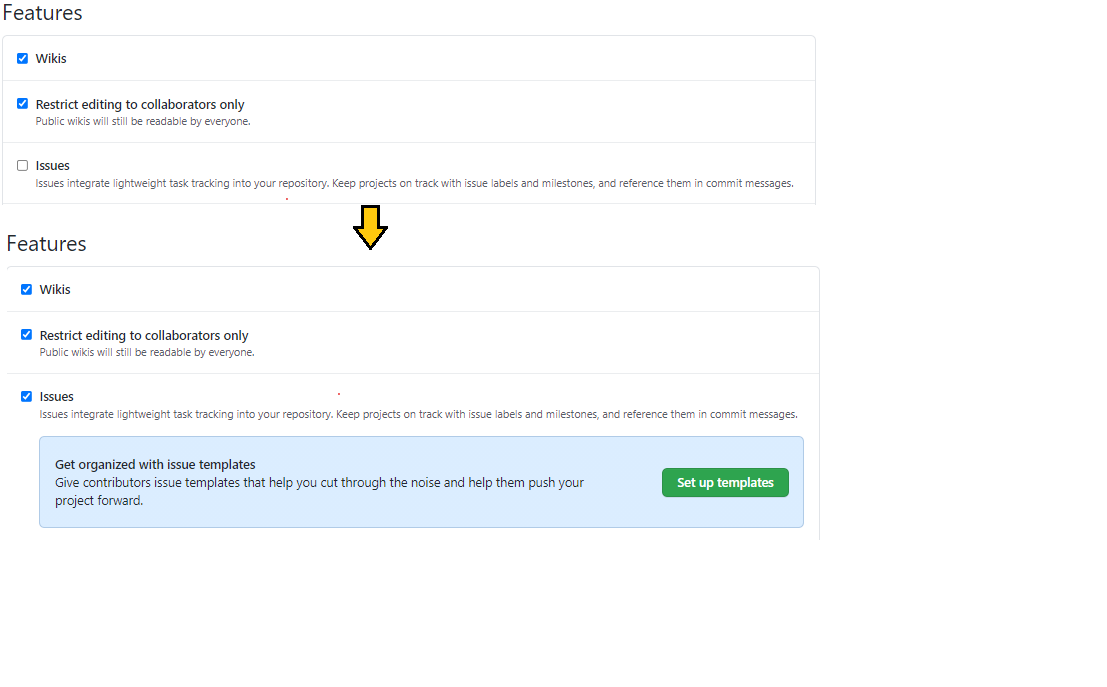 Features
Wikis
Restrict editing to collaborators only
Public wikis will still be readable by everyone.
Issues
Issues integrate lightweight task tracking into your repository. Keep projects on track with issue labels and milestones, and reference them in commit messages.
Features
Wikis
Restrict editing to collaborators only
Public wikis will still be readable by everyone.
Issues
Issues integrate lightweight task tracking into your repository. Keep projects on track with issue labels and milestones, and reference them in commit messages.
Get organized with issue templates
Give contributors issue templates that help you cut through the noise and help them push your
project forward.
Set up templates